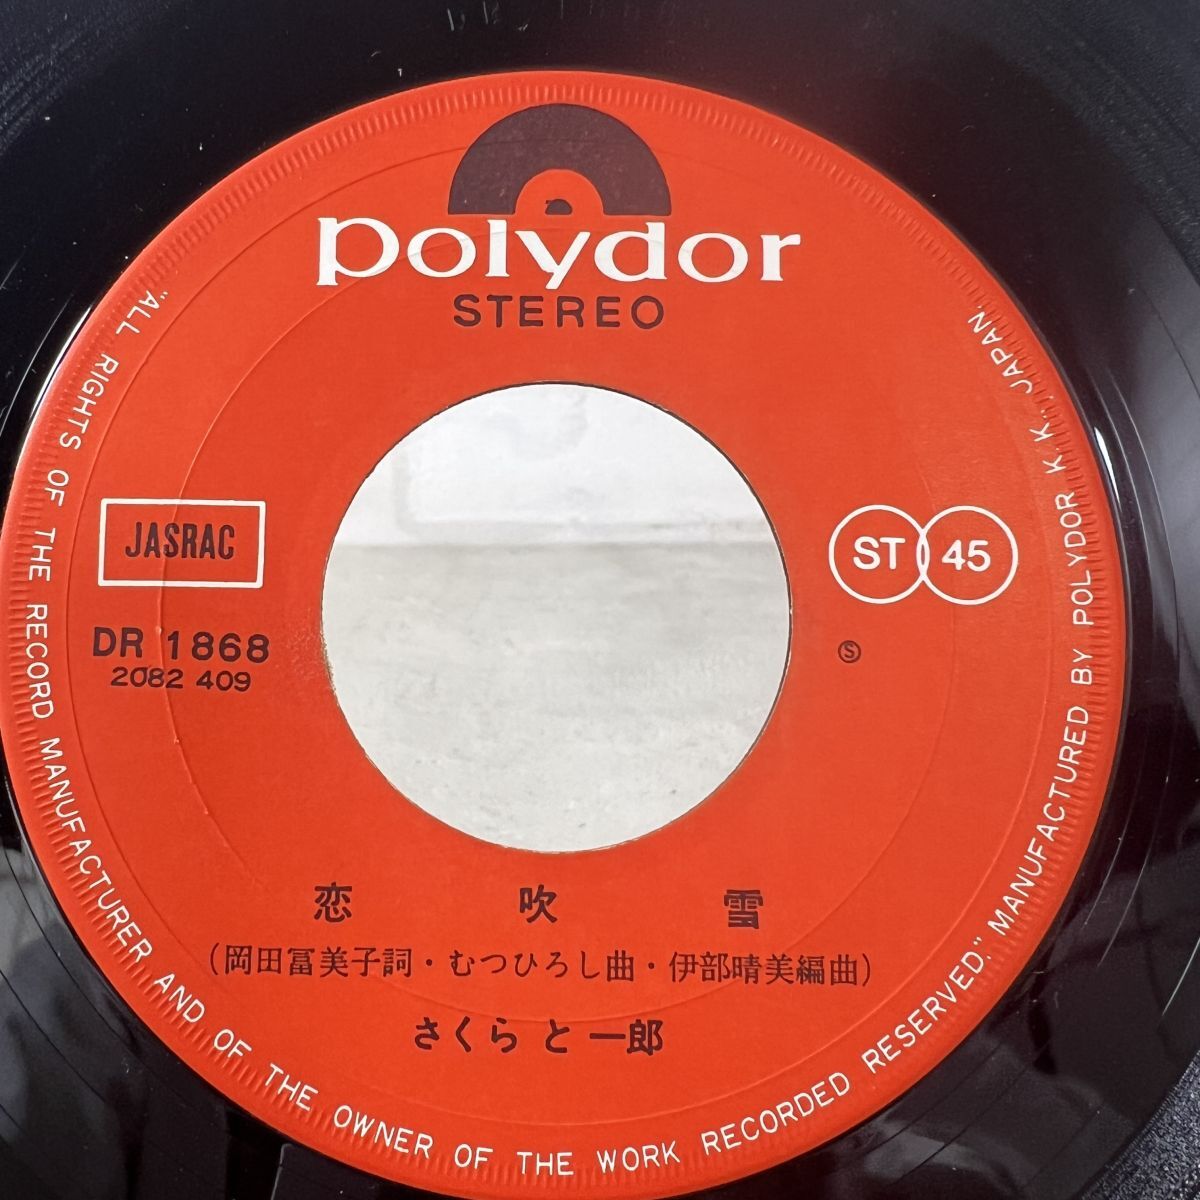 polydor
STEREO
JASRAC
DR 1868
2082 409
ST 45
Ⓢ
恋吹雪
(岡田冨美子詞・むつひろし曲・伊部晴美編曲)
さくらと一郎
"ALL RIGHTS OF THE RECORD MANUFACTURER AND OF THE OWNER OF THE WORK RECORDED RESERVED." MANUFACTURED BY POLYDOR K.K., JAPAN.